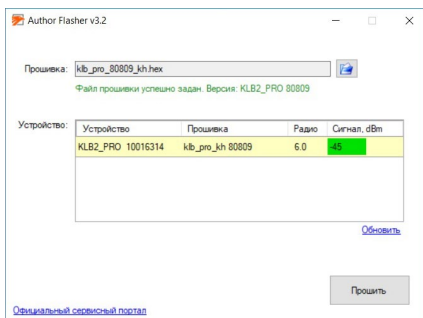 Author Flasher v3.2
Прошивка: klb_pro_80809_kh.hex
Файл прошивки успешно задан. Версия: KLB2_PRO 80809
Устройство:
Устройство Прошивка Радио Сигнал, dBm
KLB2_PRO 10016314 klb_pro_kh 80809 6.0 -45
Обновить
Прошить
Официальный сервисный портал